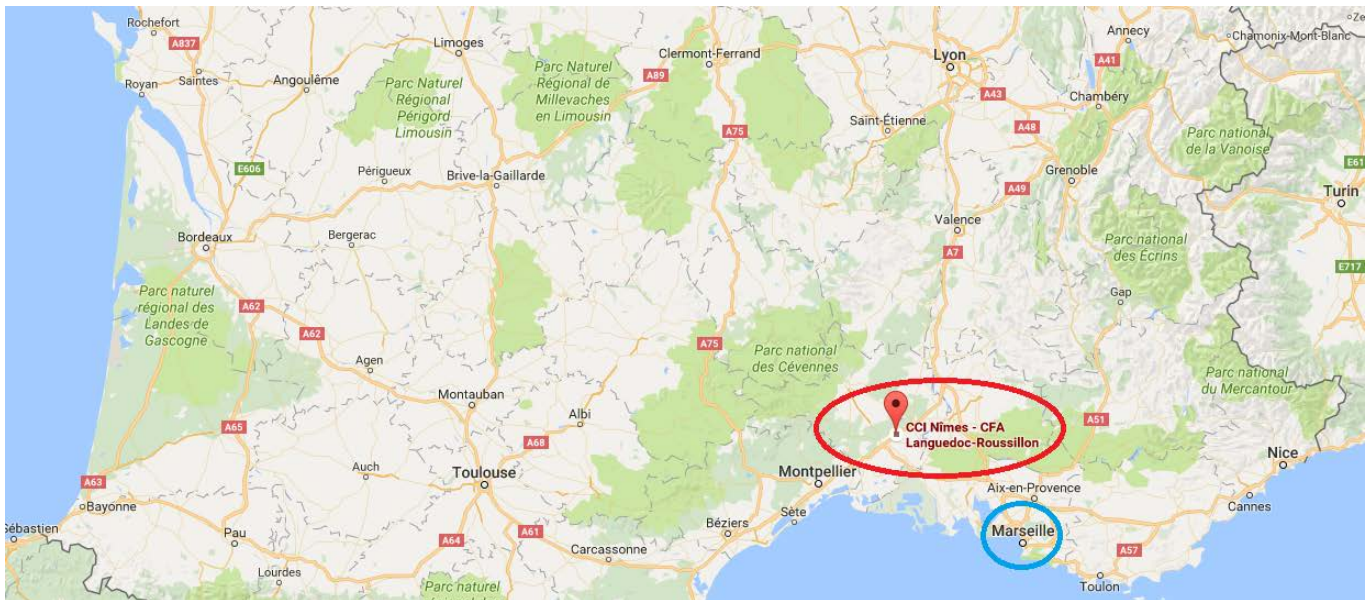 Rochefort
A837
Saintes
Royan
Angoulême
Limoges
Parc Naturel
Régional
Périgord
Limousin
Parc Naturel
Régional de
Millevaches
en Limousin
A89
Clermont-Ferrand
A75
Lyon
Annecy
Chamonix-Mont-Blanc
A41
A43
Chambéry
Saint-Étienne
A48
Parc national
de la Vanoise
E606
Périgueux
Brive-la-Gaillarde
Grenoble
A49
E61
Turin
Valence
Bordeaux
Bergerac
A7
Parc national
des Écrins
E717
Parc naturel
régional des
Landes de
Gascogne
A62
A62
Gap
Agen
A75
Parc national
des Cévennes
Parc national
du Mercantour
Montauban
Albi
A65
A68
CCI Nîmes - CFA
Languedoc-Roussillon
A51
Auch
Toulouse
Montpellier
Nice
A63
Bayonne
Aix-en-Provence
Cannes
Sébastien
Pau
A64
A61
Béziers
Sète
Marseille
Carcassonne
A57
Lourdes
Parc naturel
Toulon